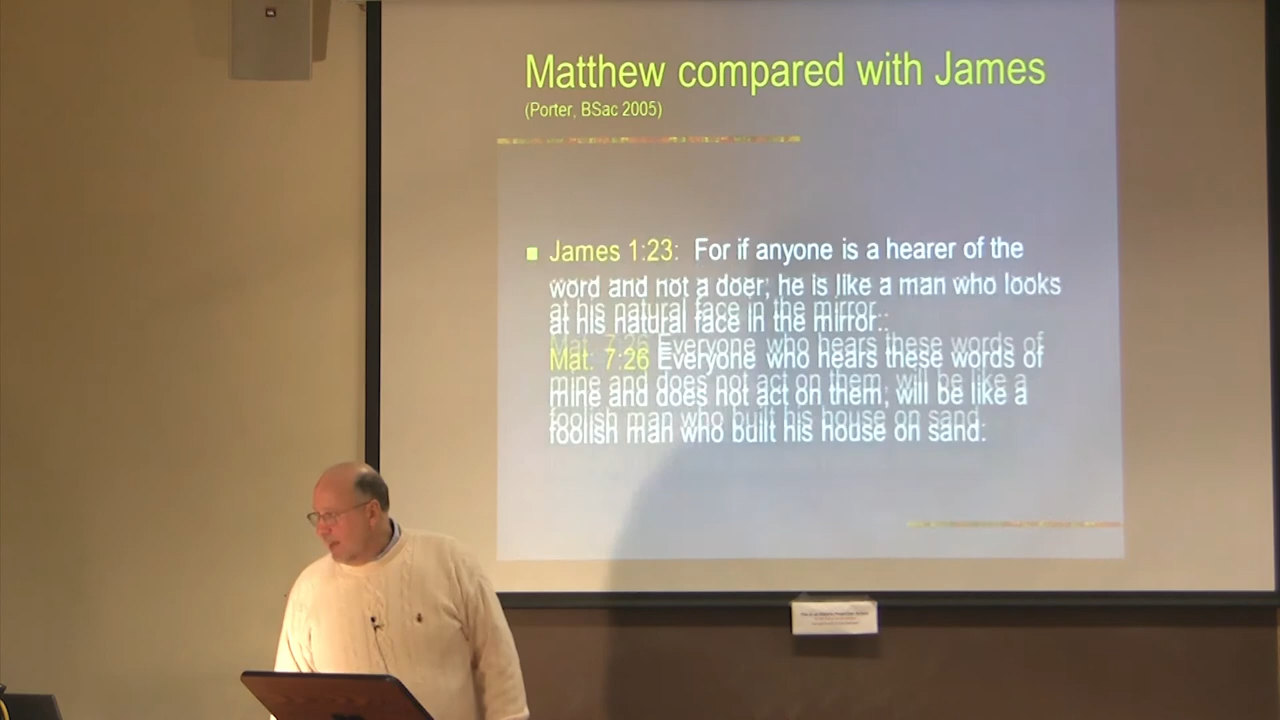 Matthew compared with James
(Porter, BSac 2005)
James 1:23: For if anyone is a hearer of the
word and not a doer, he is like a man who looks
at his natural face in the mirror..
Mat. 7:26 Everyone who hears these words of
mine and does not act on them, will be like a
foolish man who built his house on sand.